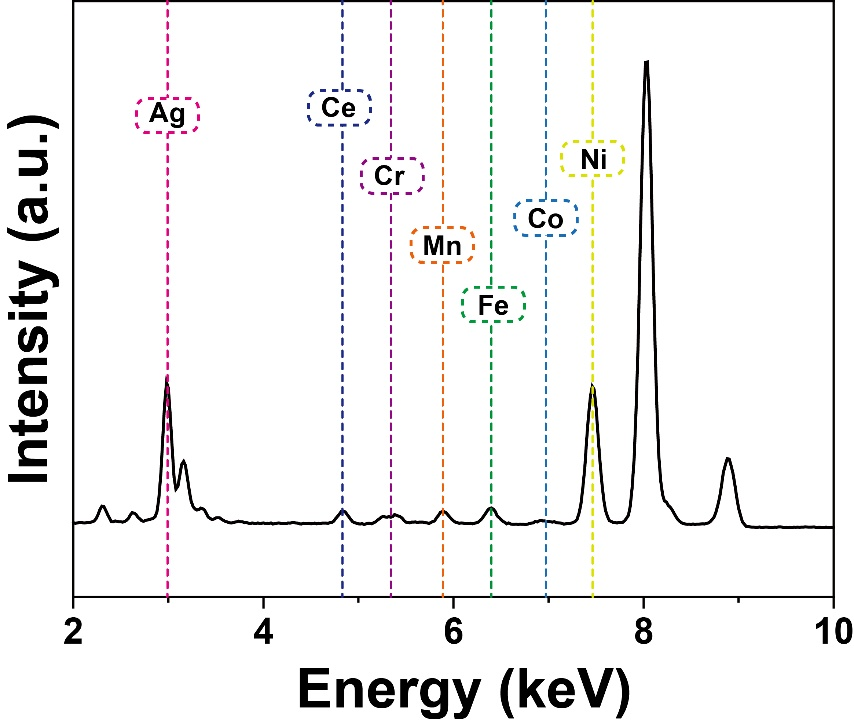 Ag
Ce
Cr
Ni
Co
Mn
Fe
Intensity (a.u.)
2 4 6 8 10
Energy (keV)